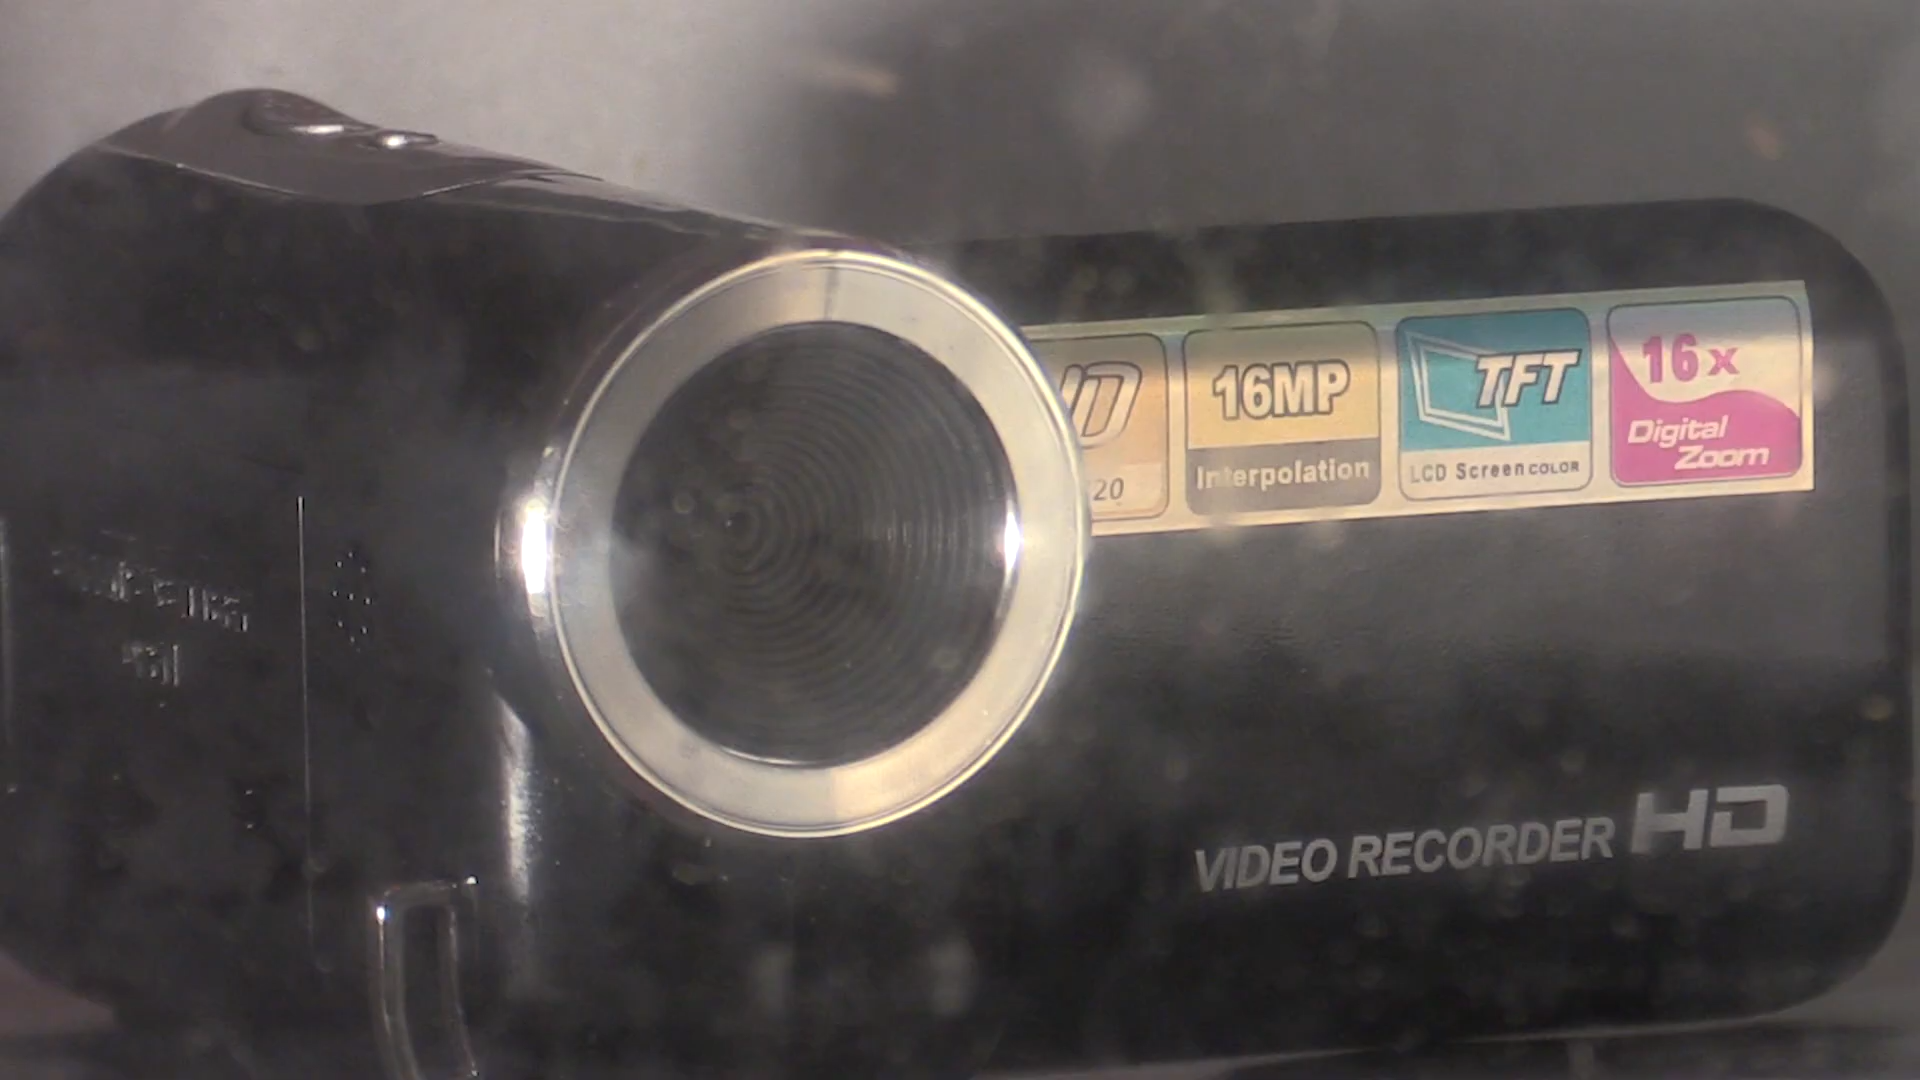 16MP
Interpolation
TFT
LCD Screen COLOR
16x
Digital
Zoom
VIDEO RECORDER HD